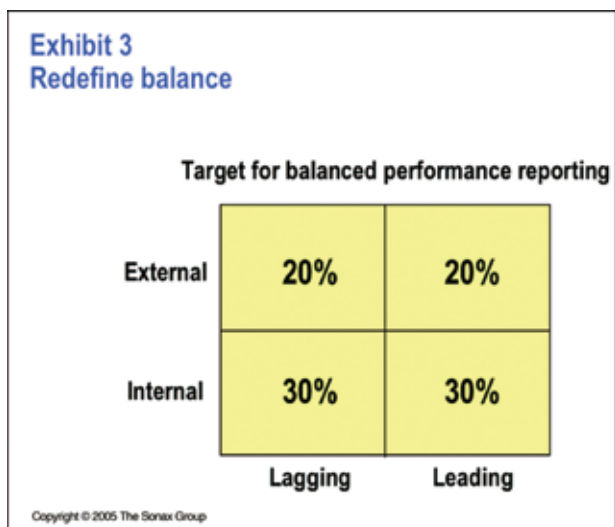 Exhibit 3
Redefine balance
Target for balanced performance reporting
External 20% 20%
Internal 30% 30%
Lagging Leading
Copyright © 2005 The Sonax Group